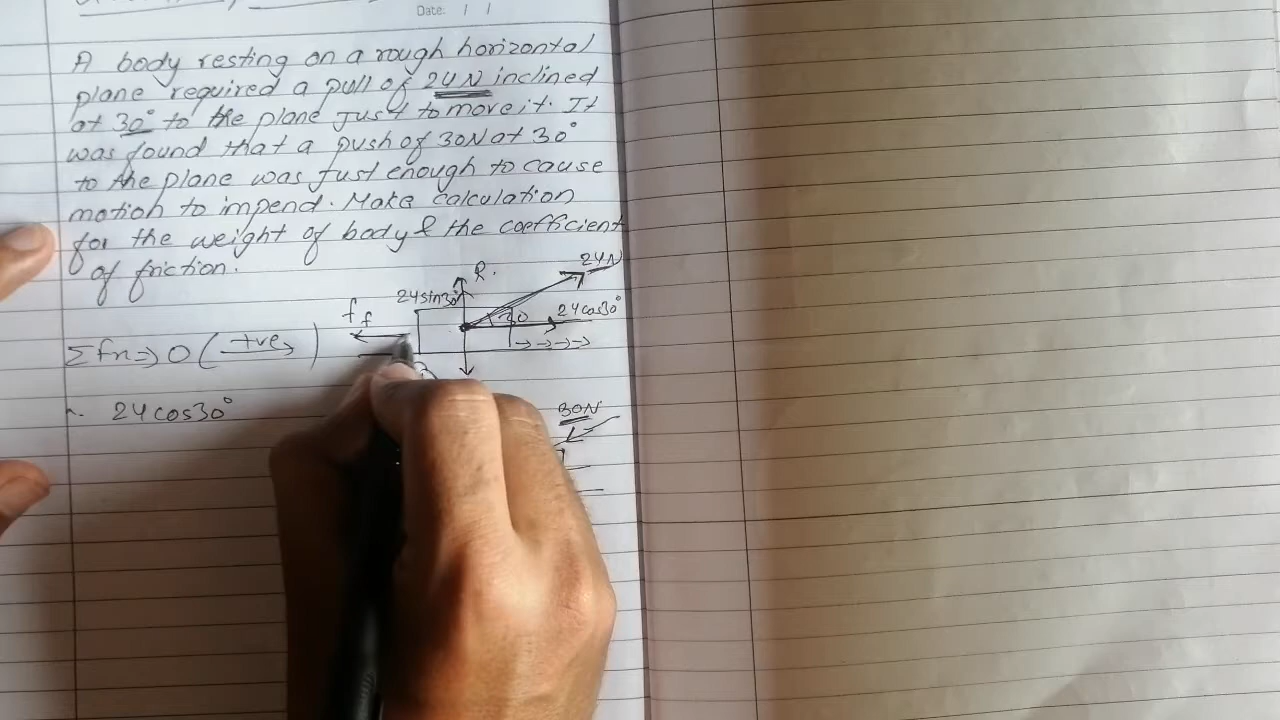 Date: / /
A body resting on a rough horizontal
plane required a pull of 24N inclined
at 30° to the plane Just to move it. It
was found that a push of 30N at 30°
to the plane was just enough to cause
motion to impend. Make calculation
for the weight of body & the coefficient
of friction.
24N
R.
24sin30°
24cos30°
30
ff
Σfn=>0 (+ve→)
24cos30°
30N